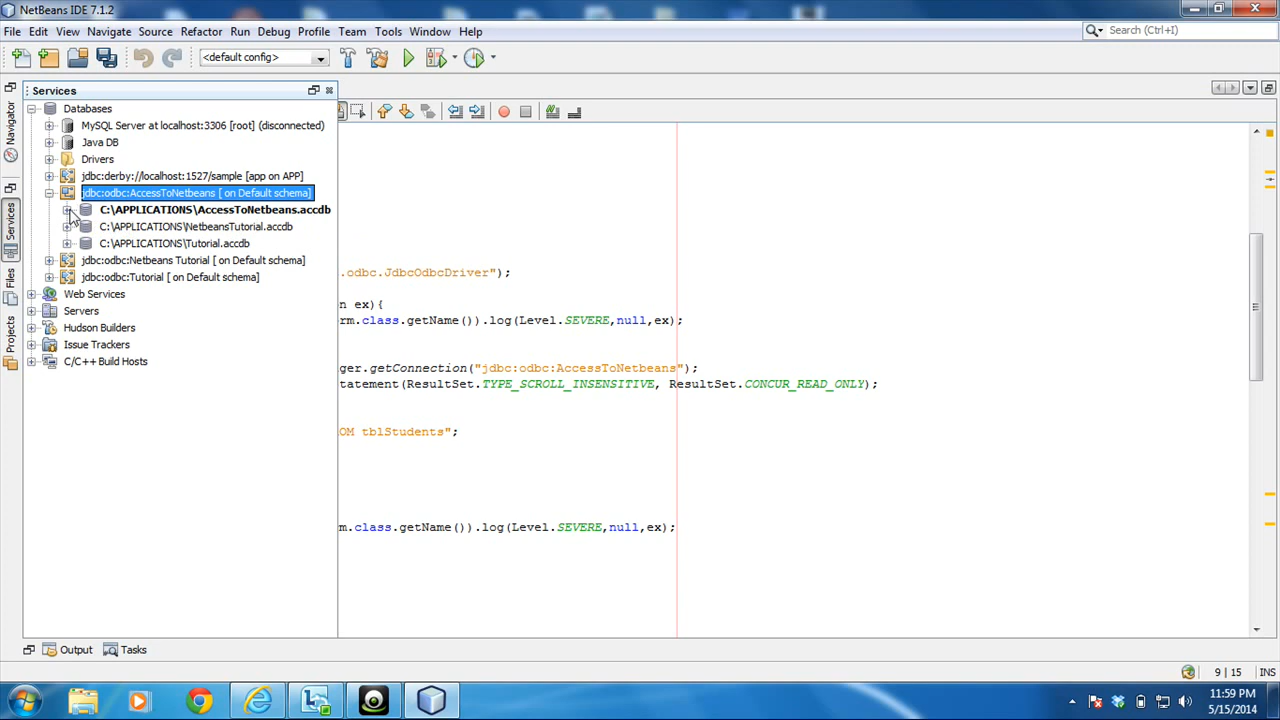 NetBeans IDE 7.1.2
File Edit View Navigate Source Refactor Run Debug Profile Team Tools Window Help
Search (Ctrl+I)
<default config>
Services
Databases
MySQL Server at localhost:3306 [root] (disconnected)
Java DB
Drivers
jdbc:derby://localhost:1527/sample [app on APP]
jdbc:odbc:AccessToNetbeans [ on Default schema]
C:\APPLICATIONS\AccessToNetbeans.accdb
C:\APPLICATIONS\NetbeansTutorial.accdb
C:\APPLICATIONS\Tutorial.accdb
jdbc:odbc:Netbeans Tutorial [ on Default schema]
jdbc:odbc:Tutorial [ on Default schema]
Web Services
Servers
Hudson Builders
Issue Trackers
C/C++ Build Hosts
Navigator
Services
Files
Projects
.odbc.JdbcOdbcDriver");
n ex){
rm.class.getName()).log(Level.SEVERE,null,ex);
ger.getConnection("jdbc:odbc:AccessToNetbeans");
tatement(ResultSet.TYPE_SCROLL_INSENSITIVE, ResultSet.CONCUR_READ_ONLY);
OM tblStudents";
m.class.getName()).log(Level.SEVERE,null,ex);
Output Tasks
9 | 15 INS
11:59 PM
5/15/2014